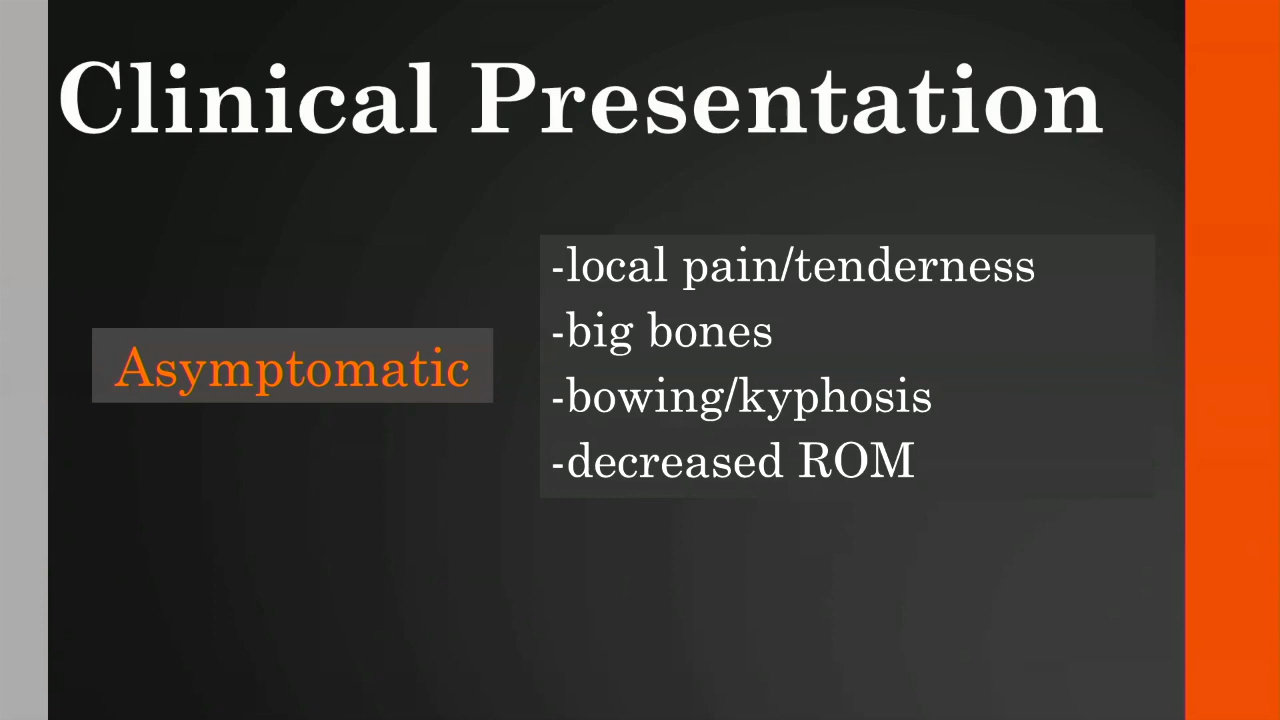 Clinical Presentation
Asymptomatic
-local pain/tenderness
-big bones
-bowing/kyphosis
-decreased ROM